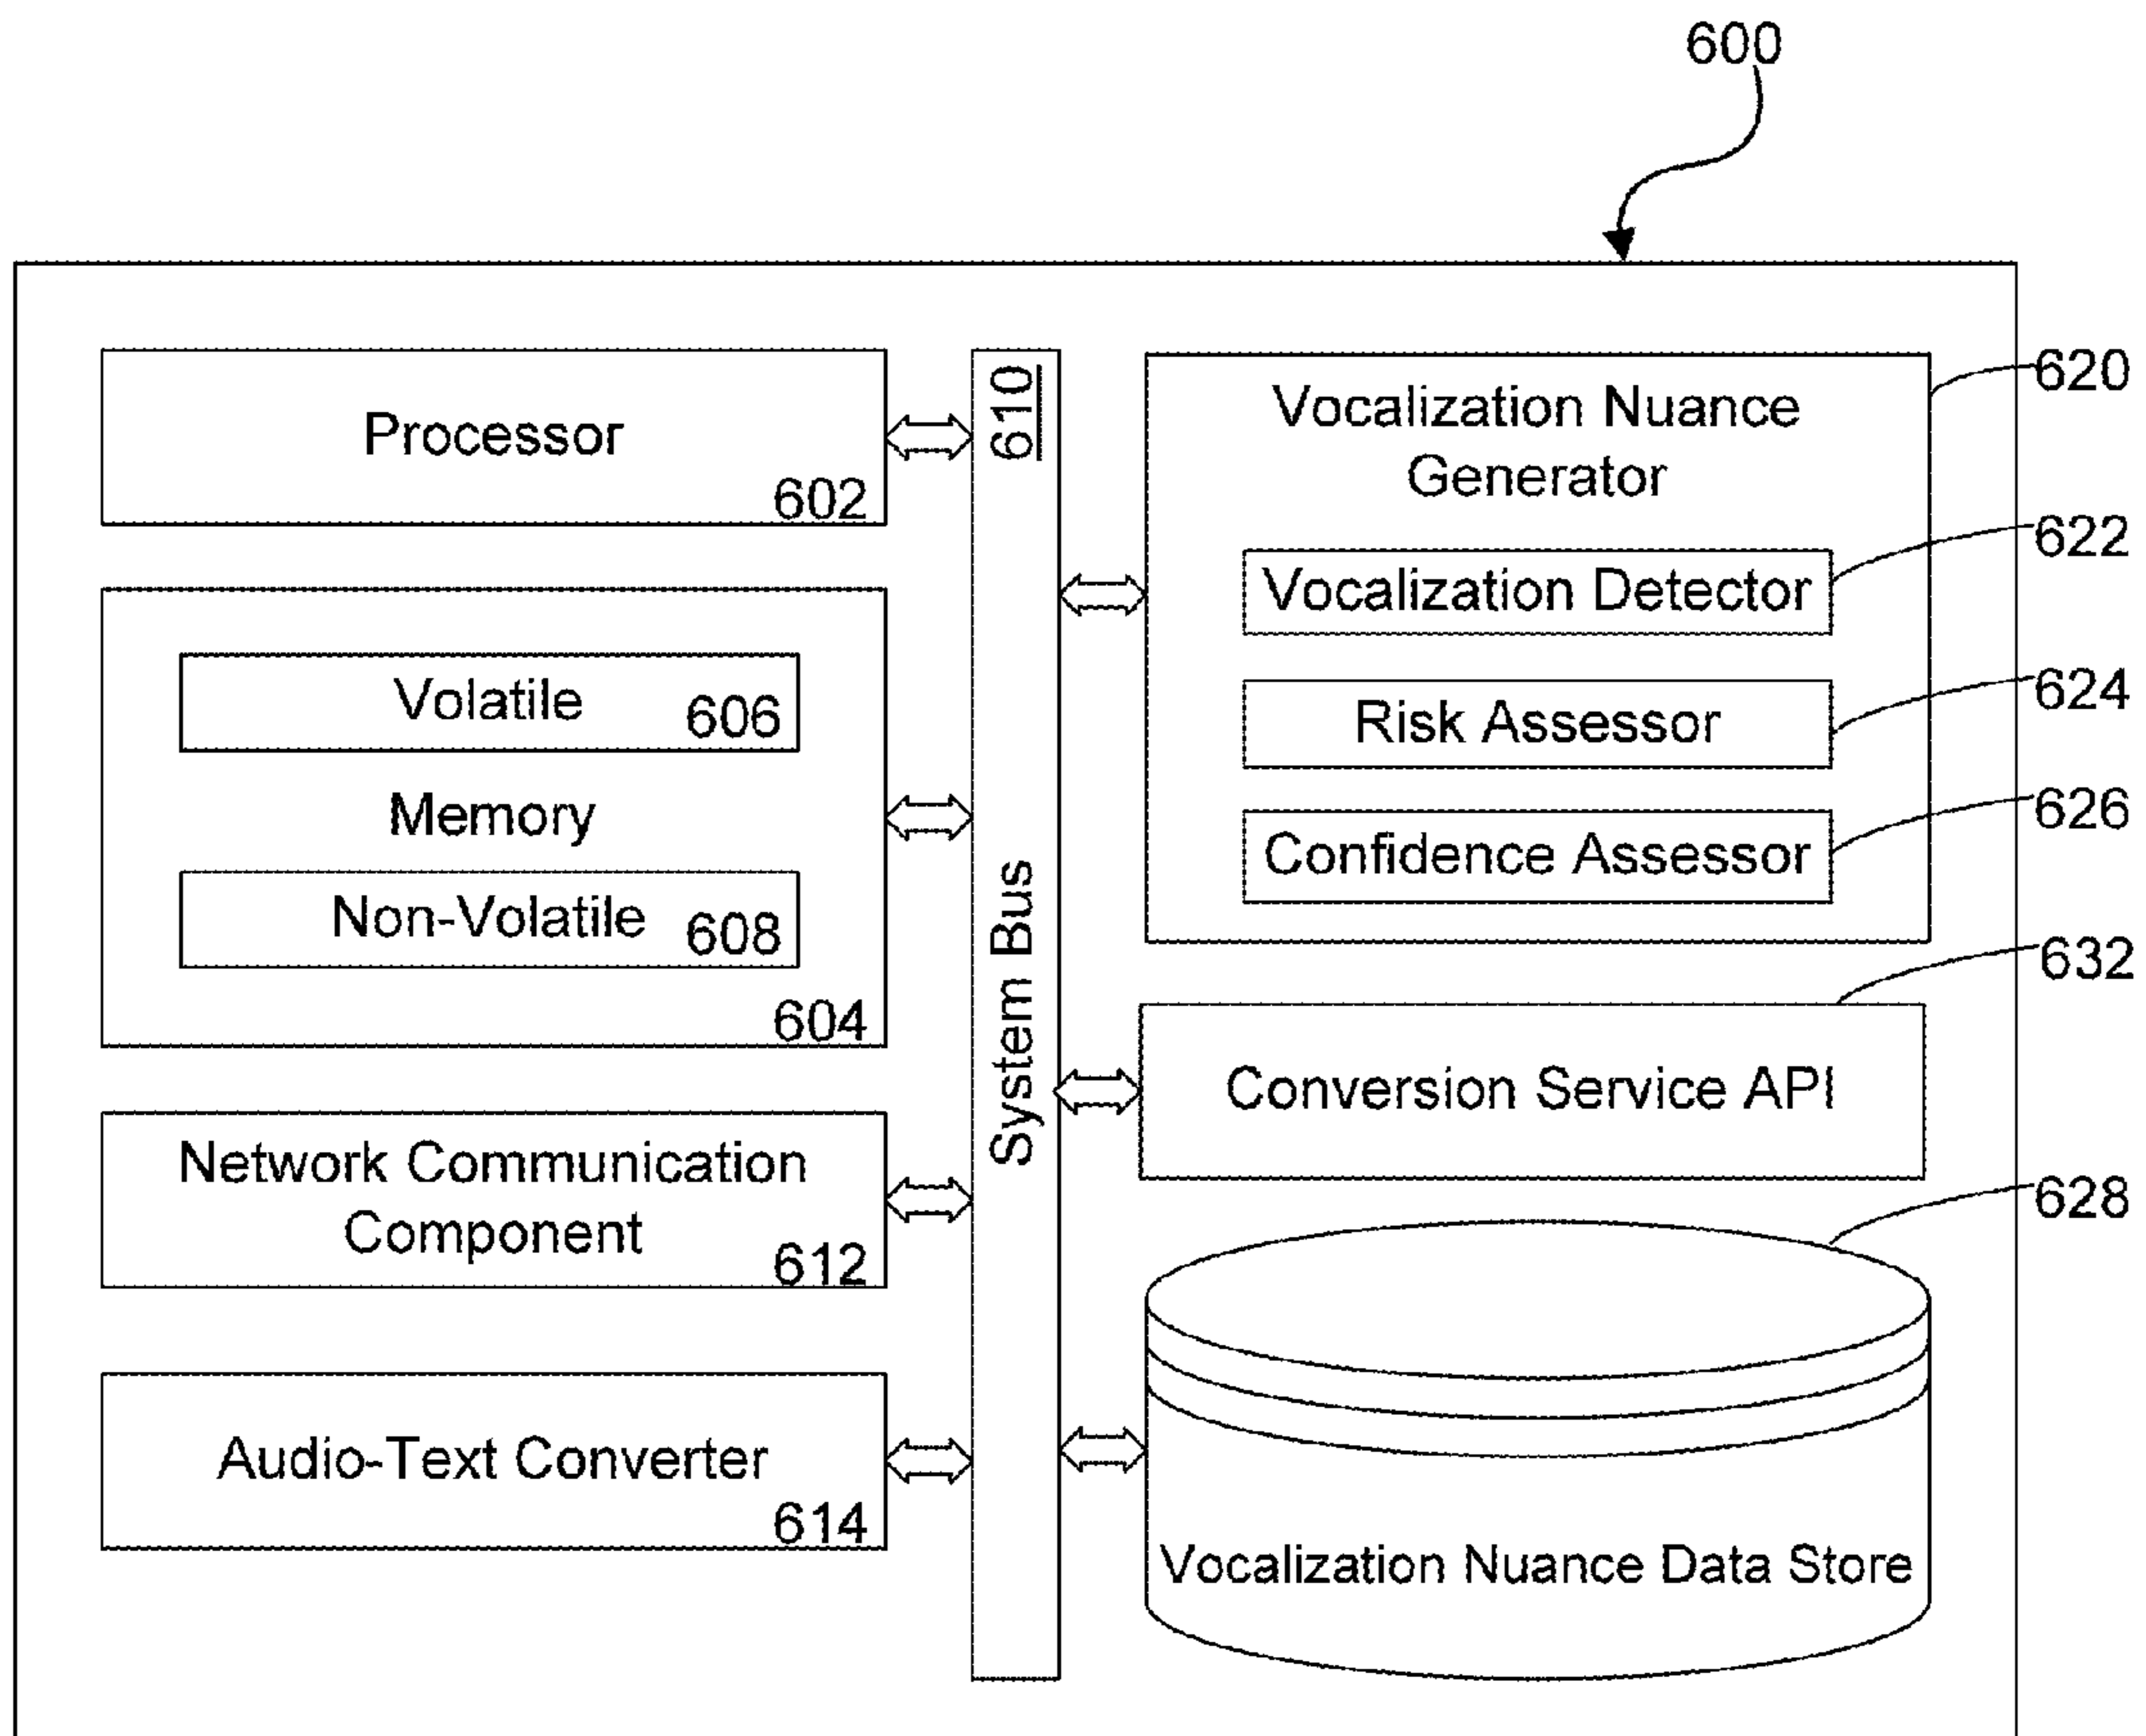 600
Processor
602
Volatile
606
Memory
Non-Volatile
608
604
Network Communication
Component
612
Audio-Text Converter
614
610
System Bus
Vocalization Nuance
Generator
620
Vocalization Detector
622
Risk Assessor
624
Confidence Assessor
626
Conversion Service API
632
628
Vocalization Nuance Data Store